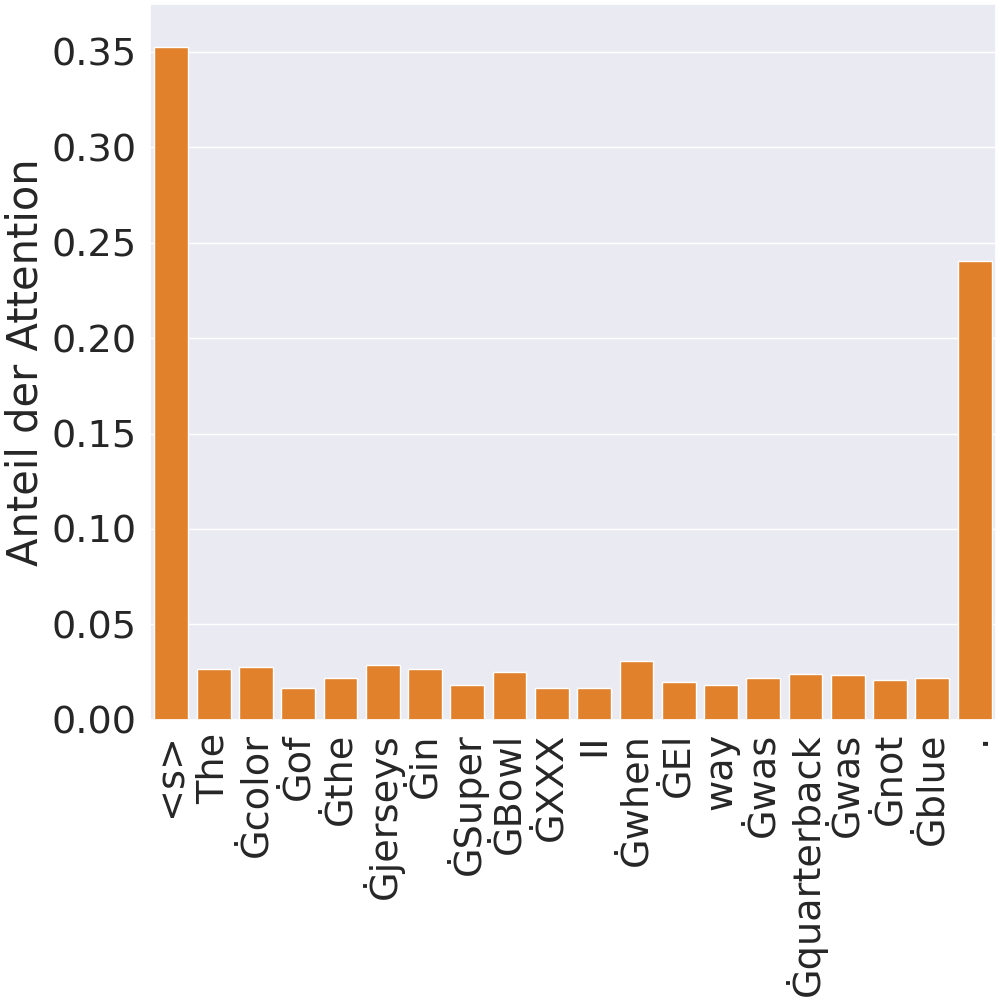 Anteil der Attention
0.35
0.30
0.25
0.20
0.15
0.10
0.05
0.00
<s>
The
Ġcolor
Ġof
Ġthe
Ġjerseys
Ġin
ĠSuper
ĠBowl
ĠXXX
II
Ġwhen
ĠEl
way
Ġwas
Ġquarterback
Ġwas
Ġnot
Ġblue
.